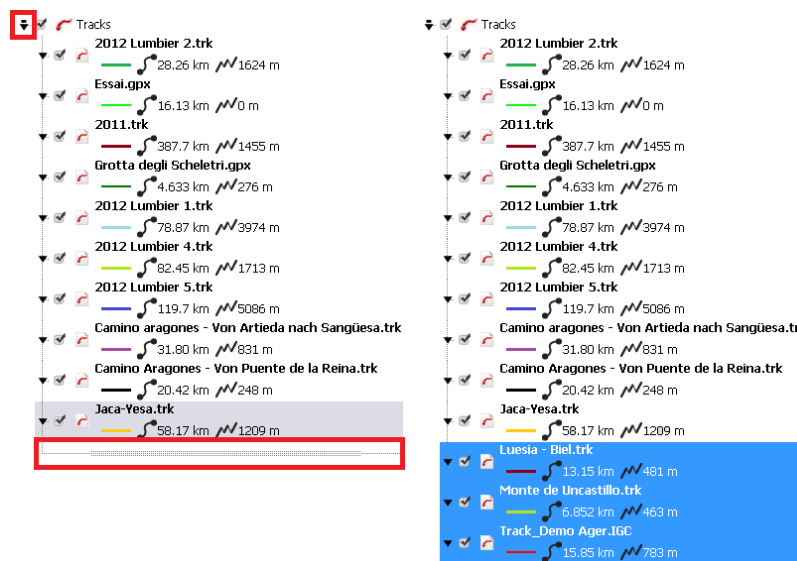 Tracks
2012 Lumbier 2.trk
28.26 km 1624 m
Essai.gpx
16.13 km 0 m
2011.trk
387.7 km 1455 m
Grotta degli Scheletri.gpx
4.633 km 276 m
2012 Lumbier 1.trk
78.87 km 3974 m
2012 Lumbier 4.trk
82.45 km 1713 m
2012 Lumbier 5.trk
119.7 km 5086 m
Camino aragones - Von Artieda nach Sangüesa.trk
31.80 km 831 m
Camino Aragones - Von Puente de la Reina.trk
20.42 km 248 m
Jaca-Yesa.trk
58.17 km 1209 m
Tracks
2012 Lumbier 2.trk
28.26 km 1624 m
Essai.gpx
16.13 km 0 m
2011.trk
387.7 km 1455 m
Grotta degli Scheletri.gpx
4.633 km 276 m
2012 Lumbier 1.trk
78.87 km 3974 m
2012 Lumbier 4.trk
82.45 km 1713 m
2012 Lumbier 5.trk
119.7 km 5086 m
Camino aragones - Von Artieda nach Sangüesa.tr
31.80 km 831 m
Camino Aragones - Von Puente de la Reina.trk
20.42 km 248 m
Jaca-Yesa.trk
58.17 km 1209 m
Luesia - Biel.trk
13.15 km 481 m
Monte de Uncastillo.trk
6.852 km 463 m
Track_Demo Ager.IGC
15.85 km 783 m